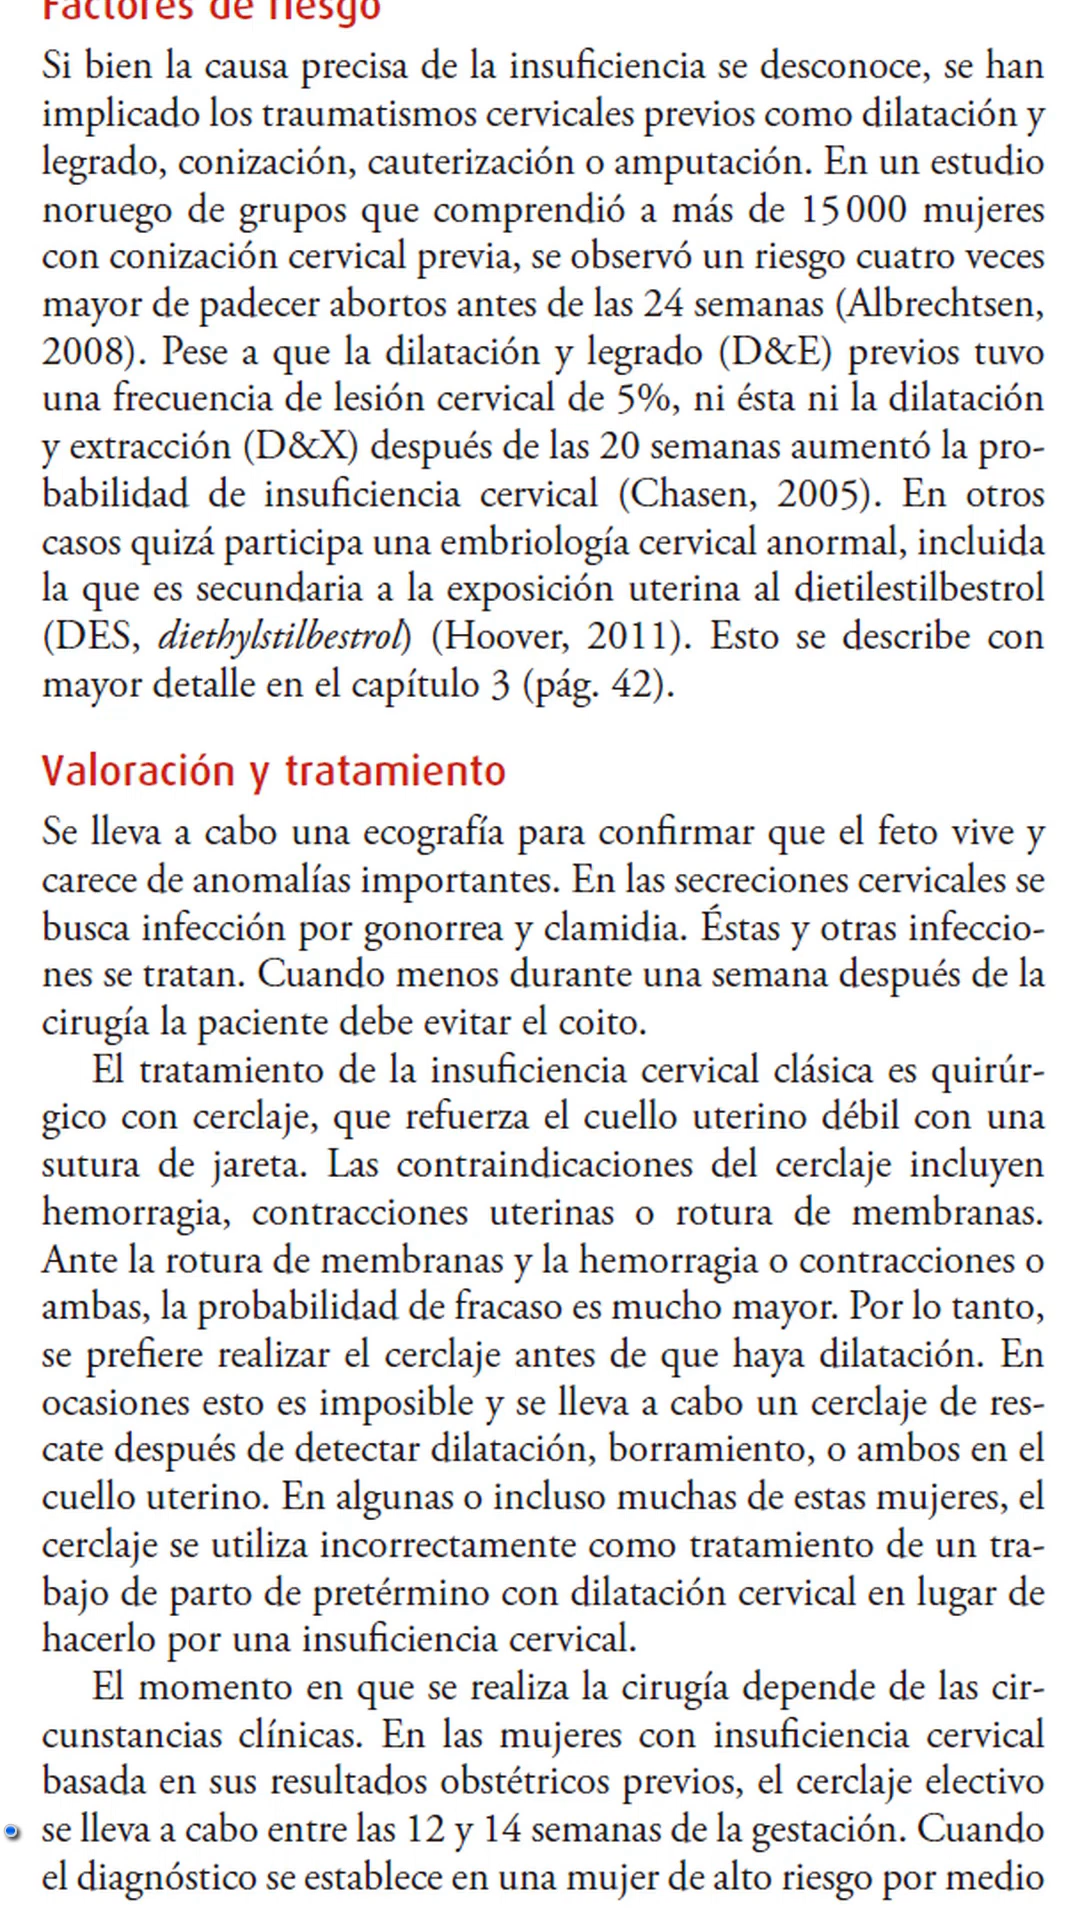 Factores de riesgo
Si bien la causa precisa de la insuficiencia se desconoce, se han
implicado los traumatismos cervicales previos como dilatación y
legrado, conización, cauterización o amputación. En un estudio
noruego de grupos que comprendió a más de 15 000 mujeres
con conización cervical previa, se observó un riesgo cuatro veces
mayor de padecer abortos antes de las 24 semanas (Albrechtsen,
2008). Pese a que la dilatación y legrado (D&E) previos tuvo
una frecuencia de lesión cervical de 5%, ni ésta ni la dilatación
y extracción (D&X) después de las 20 semanas aumentó la pro-
babilidad de insuficiencia cervical (Chasen, 2005). En otros
casos quizá participa una embriología cervical anormal, incluida
la que es secundaria a la exposición uterina al dietilestilbestrol
(DES, diethylstilbestrol) (Hoover, 2011). Esto se describe con
mayor detalle en el capítulo 3 (pág. 42).
Valoración y tratamiento
Se lleva a cabo una ecografía para confirmar que el feto vive y
carece de anomalías importantes. En las secreciones cervicales se
busca infección por gonorrea y clamidia. Éstas y otras infeccio-
nes se tratan. Cuando menos durante una semana después de la
cirugía la paciente debe evitar el coito.
El tratamiento de la insuficiencia cervical clásica es quirúr-
gico con cerclaje, que refuerza el cuello uterino débil con una
sutura de jareta. Las contraindicaciones del cerclaje incluyen
hemorragia, contracciones uterinas o rotura de membranas.
Ante la rotura de membranas y la hemorragia o contracciones o
ambas, la probabilidad de fracaso es mucho mayor. Por lo tanto,
se prefiere realizar el cerclaje antes de que haya dilatación. En
ocasiones esto es imposible y se lleva a cabo un cerclaje de res-
cate después de detectar dilatación, borramiento, o ambos en el
cuello uterino. En algunas o incluso muchas de estas mujeres, el
cerclaje se utiliza incorrectamente como tratamiento de un tra-
bajo de parto de pretérmino con dilatación cervical en lugar de
hacerlo por una insuficiencia cervical.
El momento en que se realiza la cirugía depende de las cir-
cunstancias clínicas. En las mujeres con insuficiencia cervical
basada en sus resultados obstétricos previos, el cerclaje electivo
se lleva a cabo entre las 12 y 14 semanas de la gestación. Cuando
el diagnóstico se establece en una mujer de alto riesgo por medio